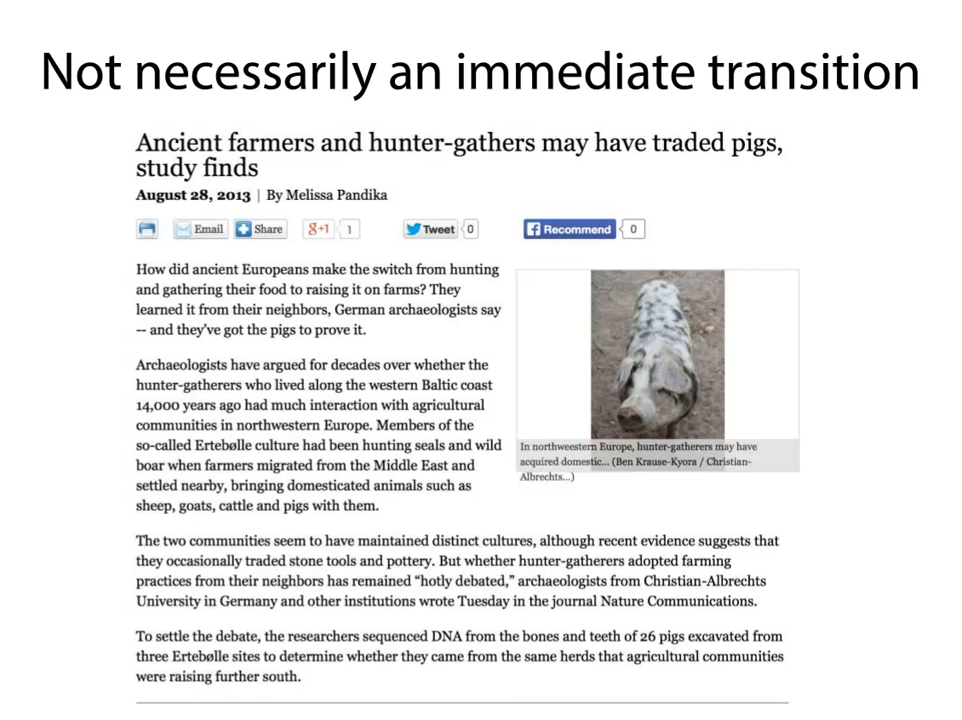 Not necessarily an immediate transition
Ancient farmers and hunter-gathers may have traded pigs,
study finds
August 28, 2013 | By Melissa Pandika
Email
Share
g+1
1
Tweet
0
Recommend
0
How did ancient Europeans make the switch from hunting
and gathering their food to raising it on farms? They
learned it from their neighbors, German archaeologists say
-- and they've got the pigs to prove it.
Archaeologists have argued for decades over whether the
hunter-gatherers who lived along the western Baltic coast
14,000 years ago had much interaction with agricultural
communities in northwestern Europe. Members of the
so-called Ertebølle culture had been hunting seals and wild
boar when farmers migrated from the Middle East and
settled nearby, bringing domesticated animals such as
sheep, goats, cattle and pigs with them.
In northweestern Europe, hunter-gatherers may have
acquired domestic... (Ben Krause-Kyora / Christian-
Albrechts...)
The two communities seem to have maintained distinct cultures, although recent evidence suggests that
they occasionally traded stone tools and pottery. But whether hunter-gatherers adopted farming
practices from their neighbors has remained “hotly debated,” archaeologists from Christian-Albrechts
University in Germany and other institutions wrote Tuesday in the journal Nature Communications.
To settle the debate, the researchers sequenced DNA from the bones and teeth of 26 pigs excavated from
three Ertebølle sites to determine whether they came from the same herds that agricultural communities
were raising further south.